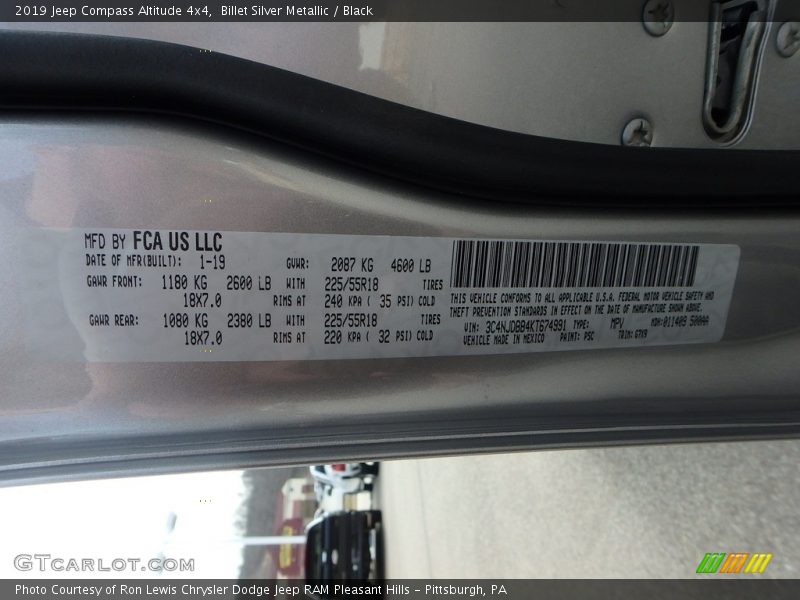 2019 Jeep Compass Altitude 4x4,  Billet Silver Metallic / Black
MFD BY FCA US LLC
DATE OF MFR(BUILT): 1-19 GVWR: 2087 KG 4600 LB
GAWR FRONT: 1180 KG 2600 LB WITH 225/55R18 TIRES
18X7.0 RIMS AT 240 KPA ( 35 PSI) COLD
GAWR REAR: 1080 KG 2380 LB WITH 225/55R18 TIRES
18X7.0 RIMS AT 220 KPA ( 32 PSI) COLD
THIS VEHICLE CONFORMS TO ALL APPLICABLE U.S.A. FEDERAL MOTOR VEHICLE SAFETY AND
THEFT PREVENTION STANDARDS IN EFFECT ON THE DATE OF MANUFACTURE SHOWN ABOVE.
VIN: 3C4NJDBB4KT674991 TYPE: MPV MDH:011409 500AA
VEHICLE MADE IN MEXICO PAINT: PSC TRIM: G7X9
GTCARLOT.COM
Photo Courtesy of Ron Lewis Chrysler Dodge Jeep RAM Pleasant Hills - Pittsburgh, PA